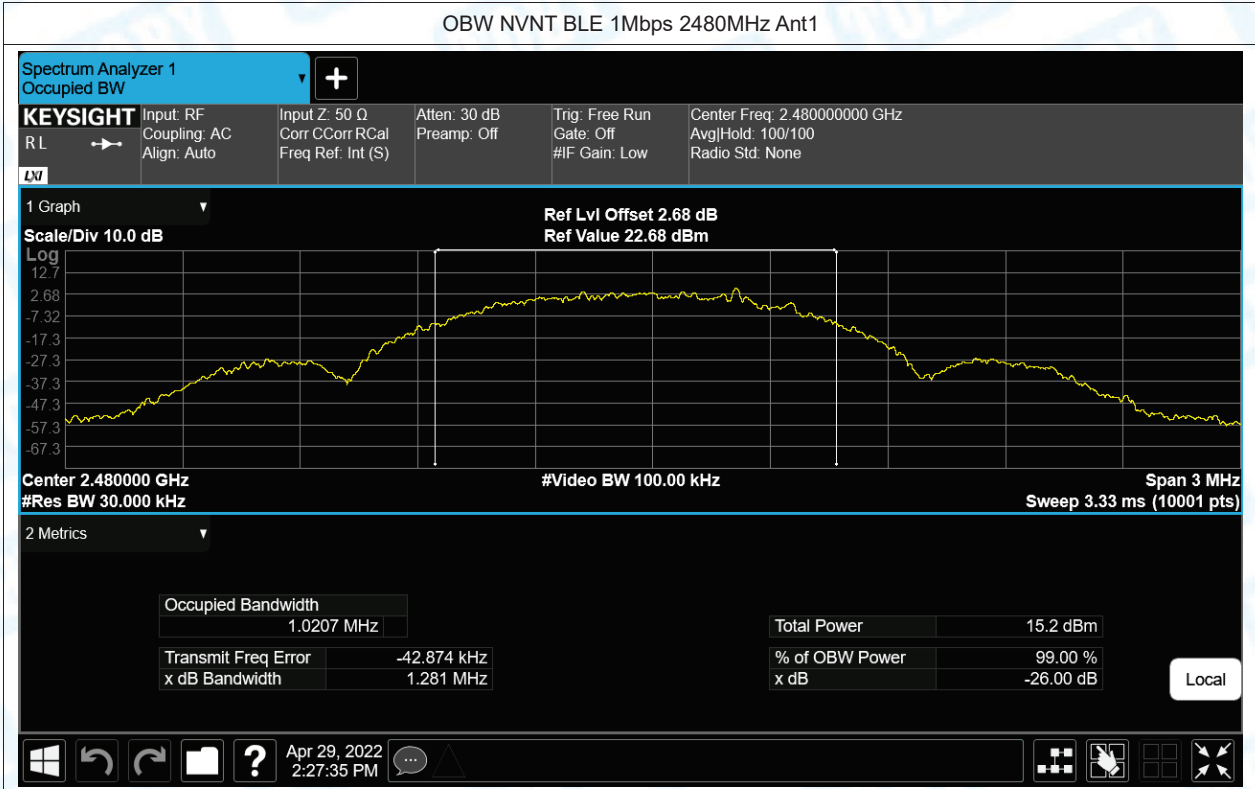 OBW NVNT BLE 1Mbps 2480MHz Ant1
Spectrum Analyzer 1
Occupied BW
KEYSIGHT
RL
LXI
Input: RF
Coupling: AC
Align: Auto
Input Z: 50 Ω
Corr CCorr RCal
Freq Ref: Int (S)
Atten: 30 dB
Preamp: Off
Trig: Free Run
Gate: Off
#IF Gain: Low
Center Freq: 2.480000000 GHz
Avg|Hold: 100/100
Radio Std: None
1 Graph
Scale/Div 10.0 dB
Ref Lvl Offset 2.68 dB
Ref Value 22.68 dBm
Log
12.7
2.68
-7.32
-17.3
-27.3
-37.3
-47.3
-57.3
-67.3
Center 2.480000 GHz
#Video BW 100.00 kHz
Span 3 MHz
#Res BW 30.000 kHz
Sweep 3.33 ms (10001 pts)
2 Metrics
Occupied Bandwidth
1.0207 MHz
Transmit Freq Error -42.874 kHz
x dB Bandwidth 1.281 MHz
Total Power 15.2 dBm
% of OBW Power 99.00 %
x dB -26.00 dB
Local
Apr 29, 2022
2:27:35 PM